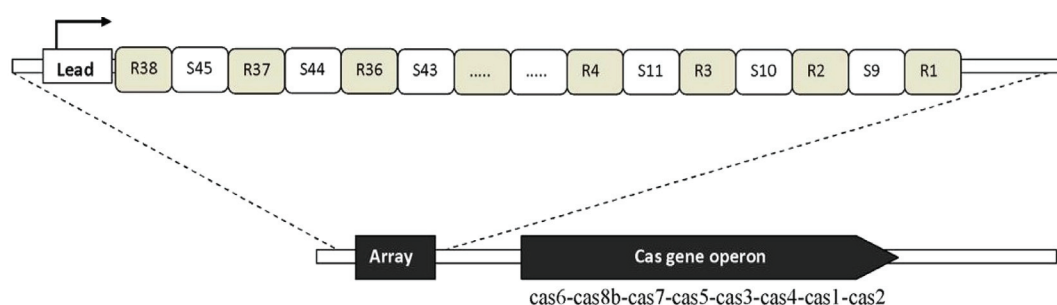 Lead R38 S45 R37 S44 R36 S43 ..... ..... R4 S11 R3 S10 R2 S9 R1
Array Cas gene operon
cas6-cas8b-cas7-cas5-cas3-cas4-cas1-cas2